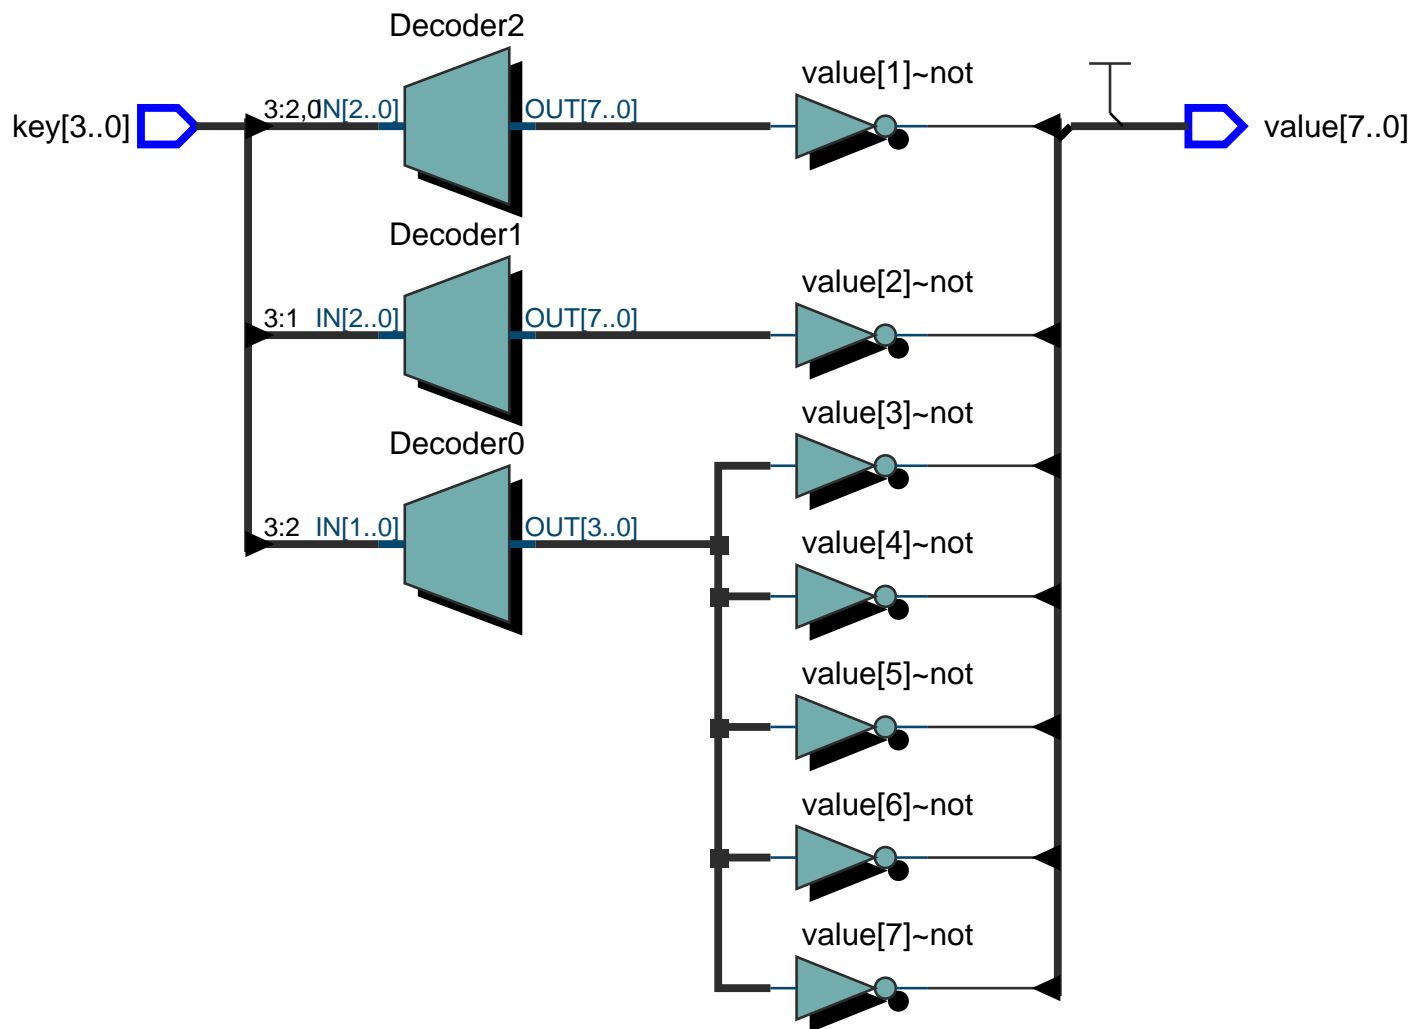 Decoder2
value[1]~not
key[3..0]
3:2,0
IN[2..0]
OUT[7..0]
value[7..0]
Decoder1
value[2]~not
3:1
IN[2..0]
OUT[7..0]
value[3]~not
Decoder0
3:2
IN[1..0]
OUT[3..0]
value[4]~not
value[5]~not
value[6]~not
value[7]~not